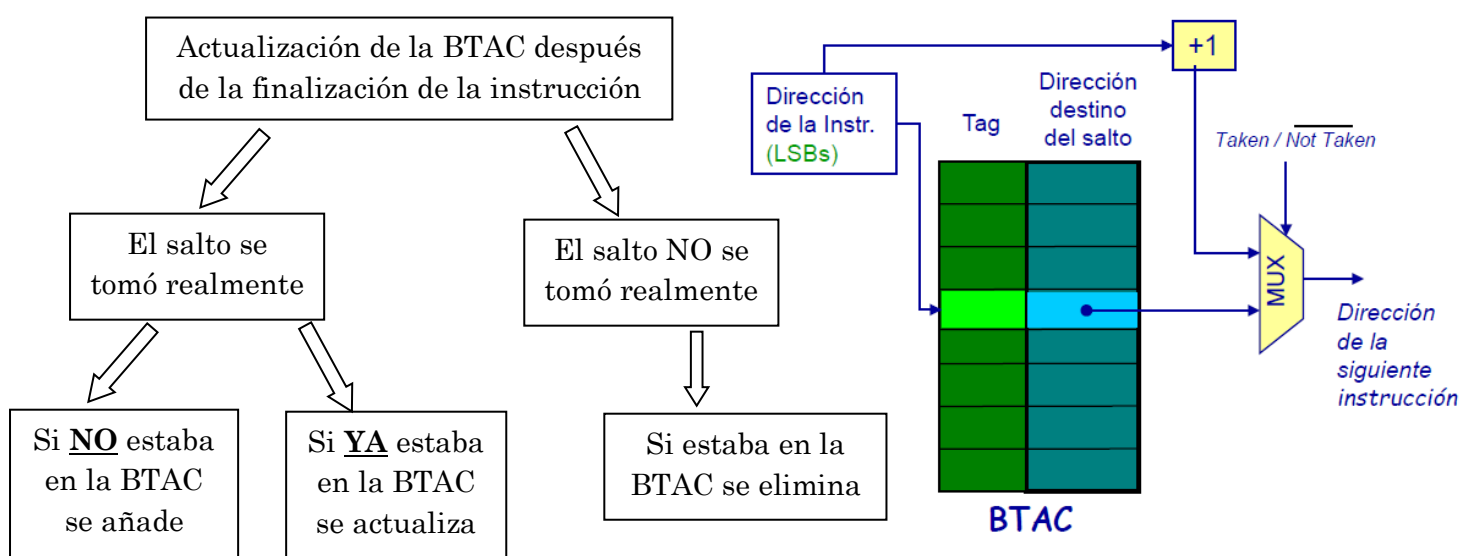 Actualización de la BTAC después
de la finalización de la instrucción
El salto se
tomó realmente
El salto NO se
tomó realmente
Si NO estaba
en la BTAC
se añade
Si YA estaba
en la BTAC
se actualiza
Si estaba en la
BTAC se elimina
+1
Dirección
de la Instr.
(LSBs)
Tag
Dirección
destino
del salto
Taken / Not Taken
MUX
Dirección
de la
siguiente
instrucción
BTAC